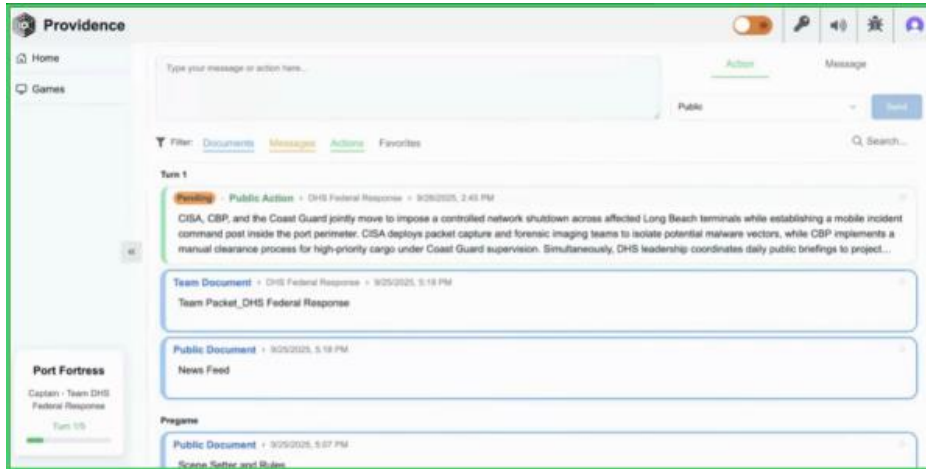 Providence
Home
Games
Type your message or action here...
Action
Message
Public
Send
Filter: Documents Messages Actions Favorites
Search...
Turn 1
Pending - Public Action • DHS Federal Response • 9/26/2025, 2:45 PM
CISA, CBP, and the Coast Guard jointly move to impose a controlled network shutdown across affected Long Beach terminals while establishing a mobile incident
command post inside the port perimeter. CISA deploys packet capture and forensic imaging teams to isolate potential malware vectors, while CBP implements a
manual clearance process for high-priority cargo under Coast Guard supervision. Simultaneously, DHS leadership coordinates daily public briefings to project...
Team Document • DHS Federal Response • 9/25/2025, 5:19 PM
Team Packet_DHS Federal Response
Public Document • 9/25/2025, 5:18 PM
News Feed
Pregame
Public Document • 9/25/2025, 5:07 PM
Scene Setter and Rules
Port Fortress
Captain - Team DHS
Federal Response
Turn 1/5